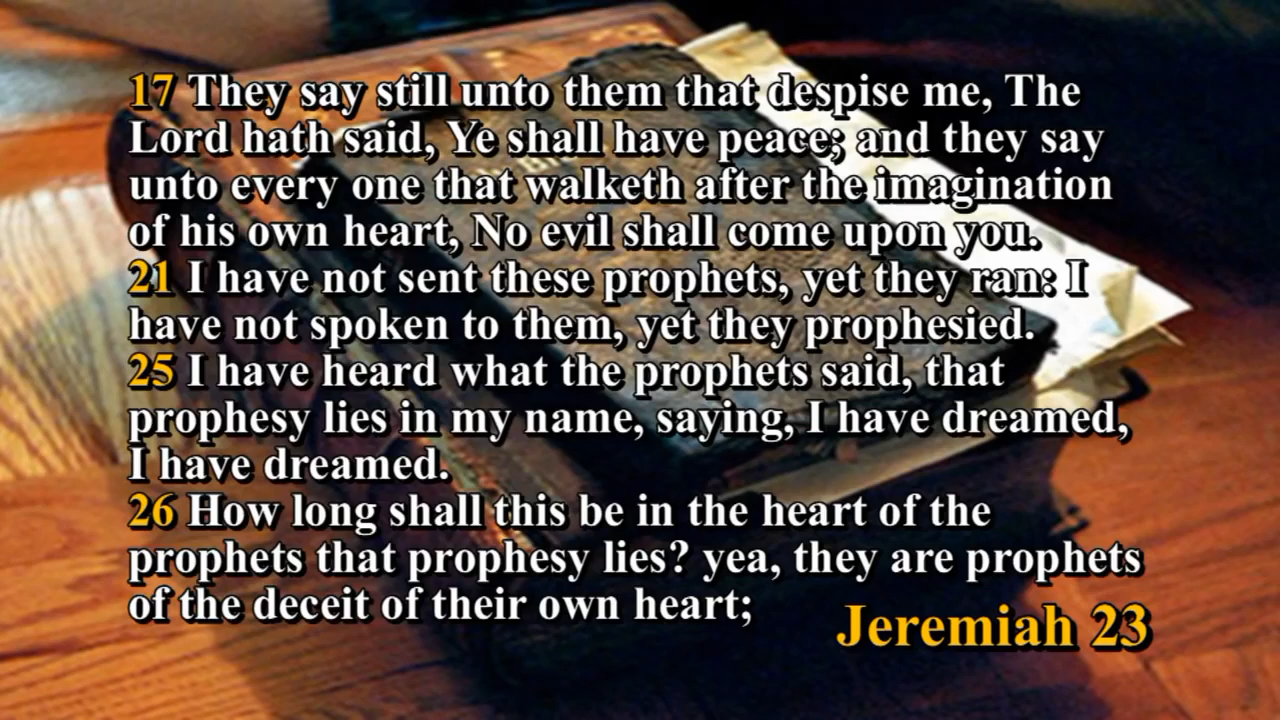 17 They say still unto them that despise me, The
Lord hath said, Ye shall have peace; and they say
unto every one that walketh after the imagination
of his own heart, No evil shall come upon you.
21 I have not sent these prophets, yet they ran: I
have not spoken to them, yet they prophesied.
25 I have heard what the prophets said, that
prophesy lies in my name, saying, I have dreamed,
I have dreamed.
26 How long shall this be in the heart of the
prophets that prophesy lies? yea, they are prophets
of the deceit of their own heart;
Jeremiah 23